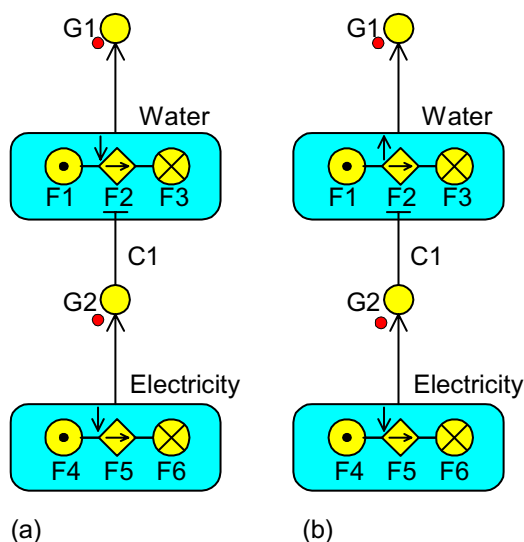 G1 G1
Water Water
F1 F2 F3 F1 F2 F3
C1 C1
G2 G2
Electricity Electricity
F4 F5 F6 F4 F5 F6
(a) (b)